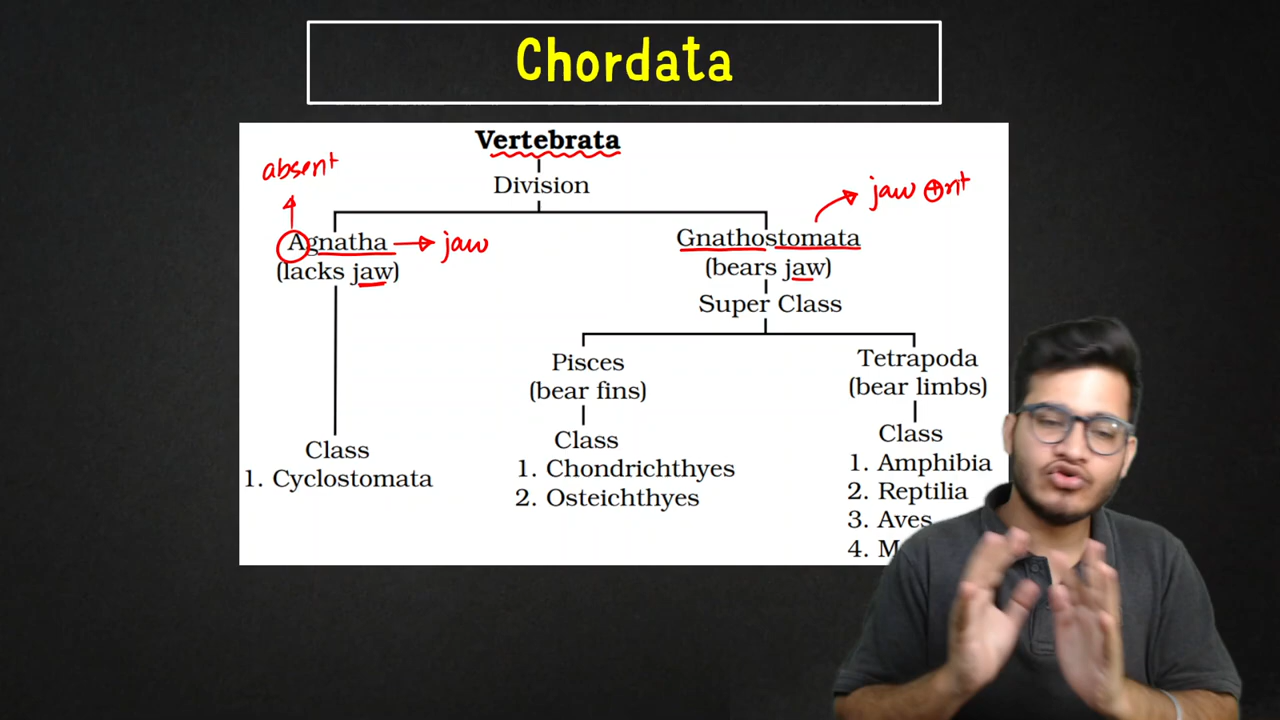 Chordata
Vertebrata
absent
Division
jaw ⊕nt
Agnatha → jaw
Gnathostomata
(lacks jaw)
(bears jaw)
Super Class
Pisces
Tetrapoda
(bear fins)
(bear limbs)
Class
Class
Class
1. Cyclostomata
1. Chondrichthyes
2. Osteichthyes
1. Amphibia
2. Reptilia
3. Aves
4. M